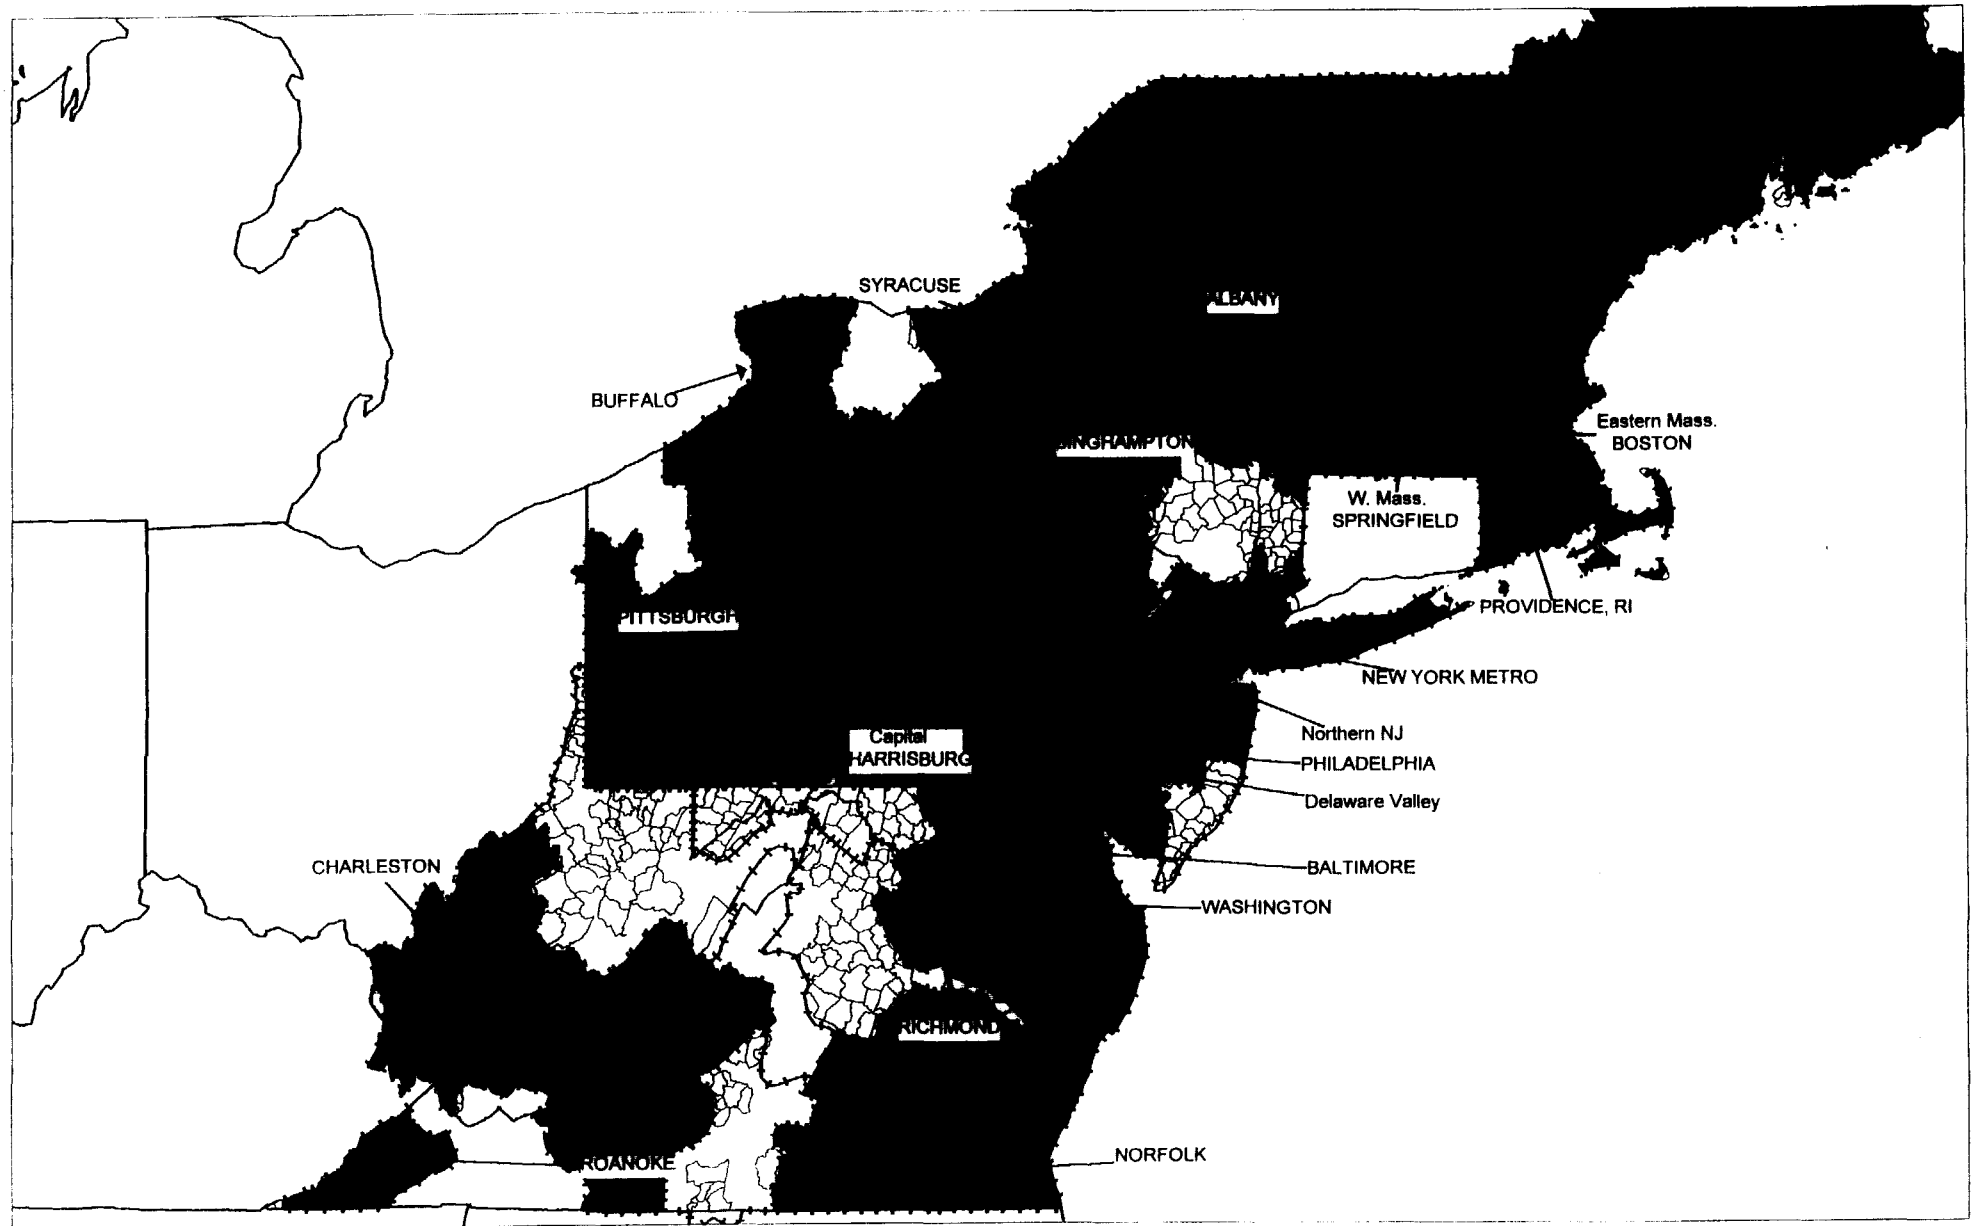 SYRACUSE
ALBANY
BUFFALO
Eastern Mass.
BOSTON
BINGHAMPTON
W. Mass.
SPRINGFIELD
PROVIDENCE, RI
PITTSBURGH
NEW YORK METRO
Northern NJ
Capital
HARRISBURG
PHILADELPHIA
Delaware Valley
CHARLESTON
BALTIMORE
WASHINGTON
RICHMOND
NORFOLK
ROANOKE